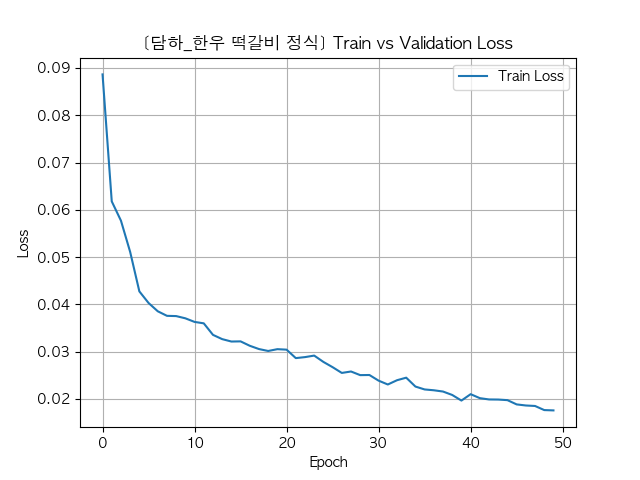 [담하_한우 떡갈비 정식] Train vs Validation Loss
Train Loss
0.09
0.08
0.07
0.06
0.05
0.04
0.03
0.02
Loss
0 10 20 30 40 50
Epoch